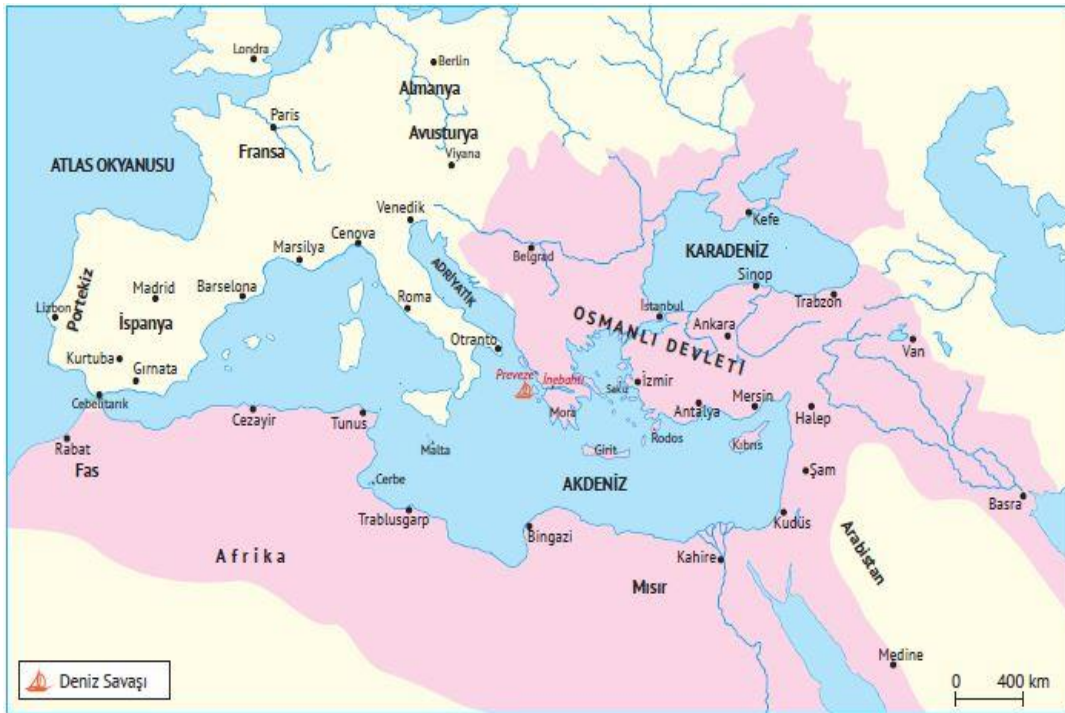 Londra
Berlin
Almanya
Paris
Avusturya
Fransa
Viyana
ATLAS OKYANUSU
Venedik
Kefe
Cenova
Marsilya
KARADENİZ
Belgrad
ADRİYATİK
Sinop
Madrid
Barselona
Portekiz
Roma
İstanbul
Trabzon
Lizbon
İspanya
OSMANLI DEVLETİ
Ankara
Otranto
Van
Kurtuba
Gırnata
Preveze
İnebahtı
İzmir
Sakız
Cebelitarık
Mersin
Cezayir
Tunus
Mora
Antalya
Halep
Rabat
Malta
Girit
Rodos
Kıbrıs
Fas
Şam
Cerbe
AKDENİZ
Basra
Trablusgarp
Kudüs
Bingazi
Arabistan
Afrika
Kahire
Mısır
Medine
Deniz Savaşı
0 400 km